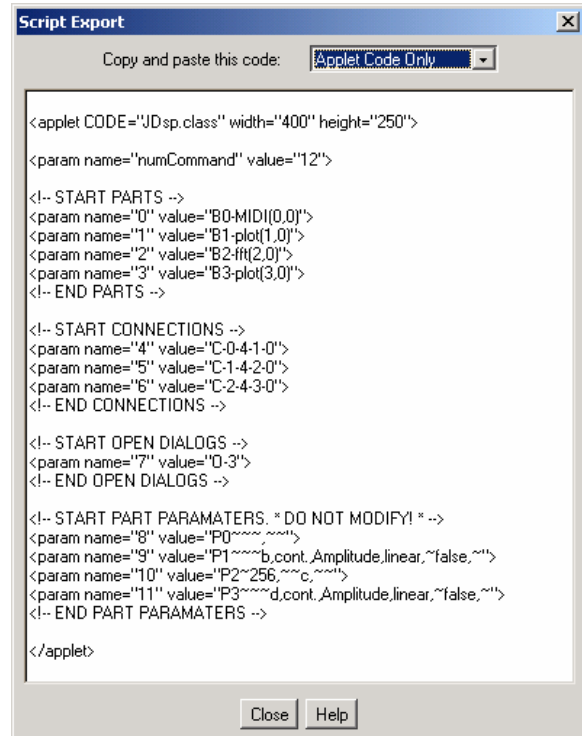 Script Export
Copy and paste this code: Applet Code Only
<applet CODE="JDsp.class" width="400" height="250">
<param name="numCommand" value="12">
<!-- START PARTS -->
<param name="0" value="B0-MIDI(0,0)">
<param name="1" value="B1-plot(1,0)">
<param name="2" value="B2-fft(2,0)">
<param name="3" value="B3-plot(3,0)">
<!-- END PARTS -->
<!-- START CONNECTIONS -->
<param name="4" value="C-0-4-1-0">
<param name="5" value="C-1-4-2-0">
<param name="6" value="C-2-4-3-0">
<!-- END CONNECTIONS -->
<!-- START OPEN DIALOGS -->
<param name="7" value="O-3">
<!-- END OPEN DIALOGS -->
<!-- START PART PARAMATERS. * DO NOT MODIFY! * -->
<param name="8" value="P0~~~,~~">
<param name="9" value="P1~~~b,cont.,Amplitude,linear,~false,~">
<param name="10" value="P2~256,~~c,~~">
<param name="11" value="P3~~~d,cont.,Amplitude,linear,~false,~">
<!-- END PART PARAMATERS -->
</applet>
Close Help